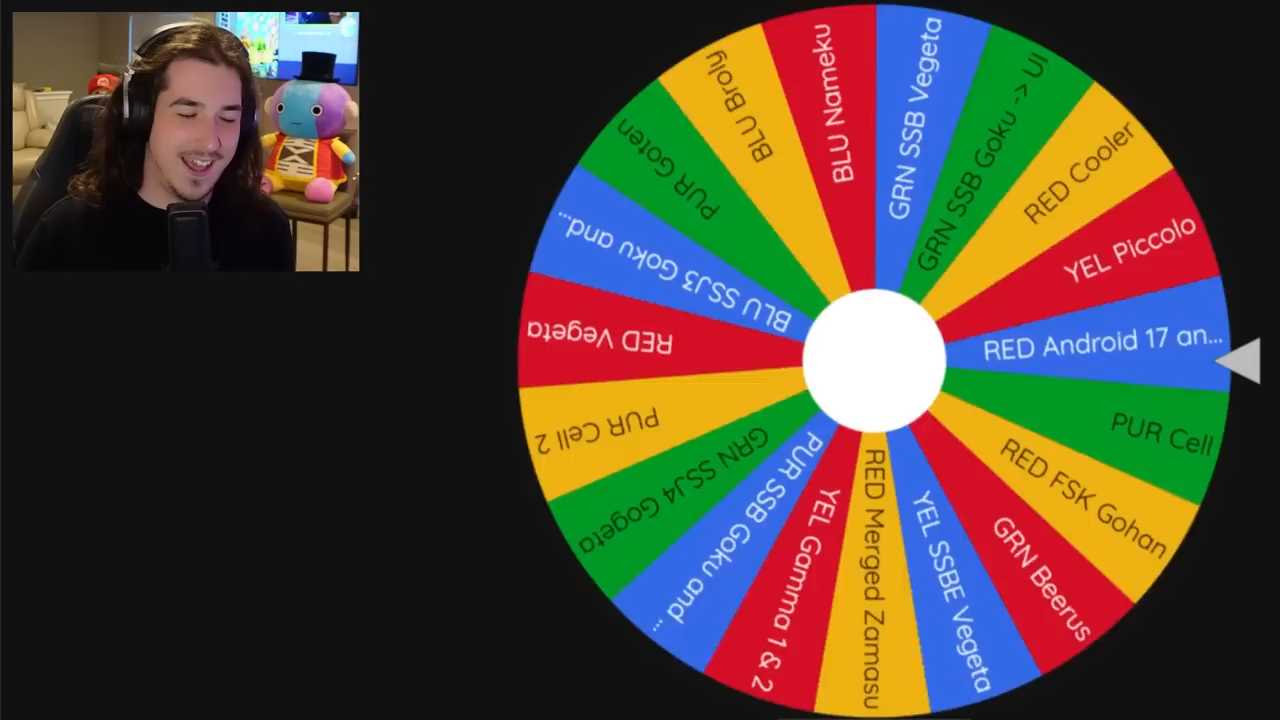 BLU Nameku
GRN SSB Vegeta
GRN SSB Goku -> UI
RED Cooler
YEL Piccolo
RED Android 17 an...
PUR Cell
RED FSK Gohan
GRN Beerus
YEL SSBE Vegeta
RED Merged Zamasu
YEL Gamma 1 & 2
PUR SSB Goku and ...
GRN SSJ4 Gogeta
PUR Cell 2
RED Vegeta
BLU SSJ3 Goku and...
PUR Goten
BLU Broly